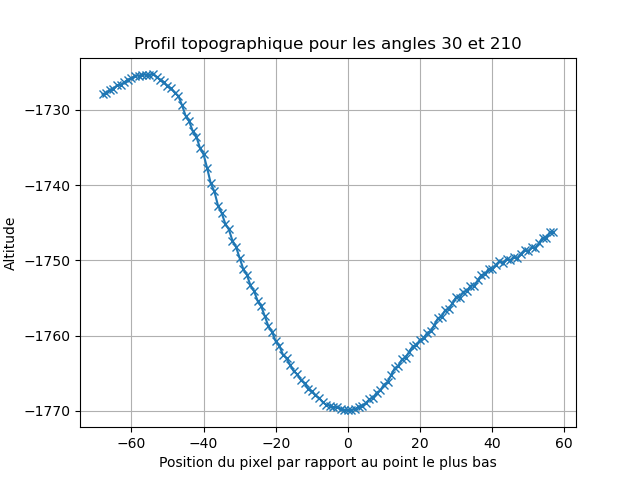 Profil topographique pour les angles 30 et 210
Altitude
−1730
−1740
−1750
−1760
−1770
−60 −40 −20 0 20 40 60
Position du pixel par rapport au point le plus bas